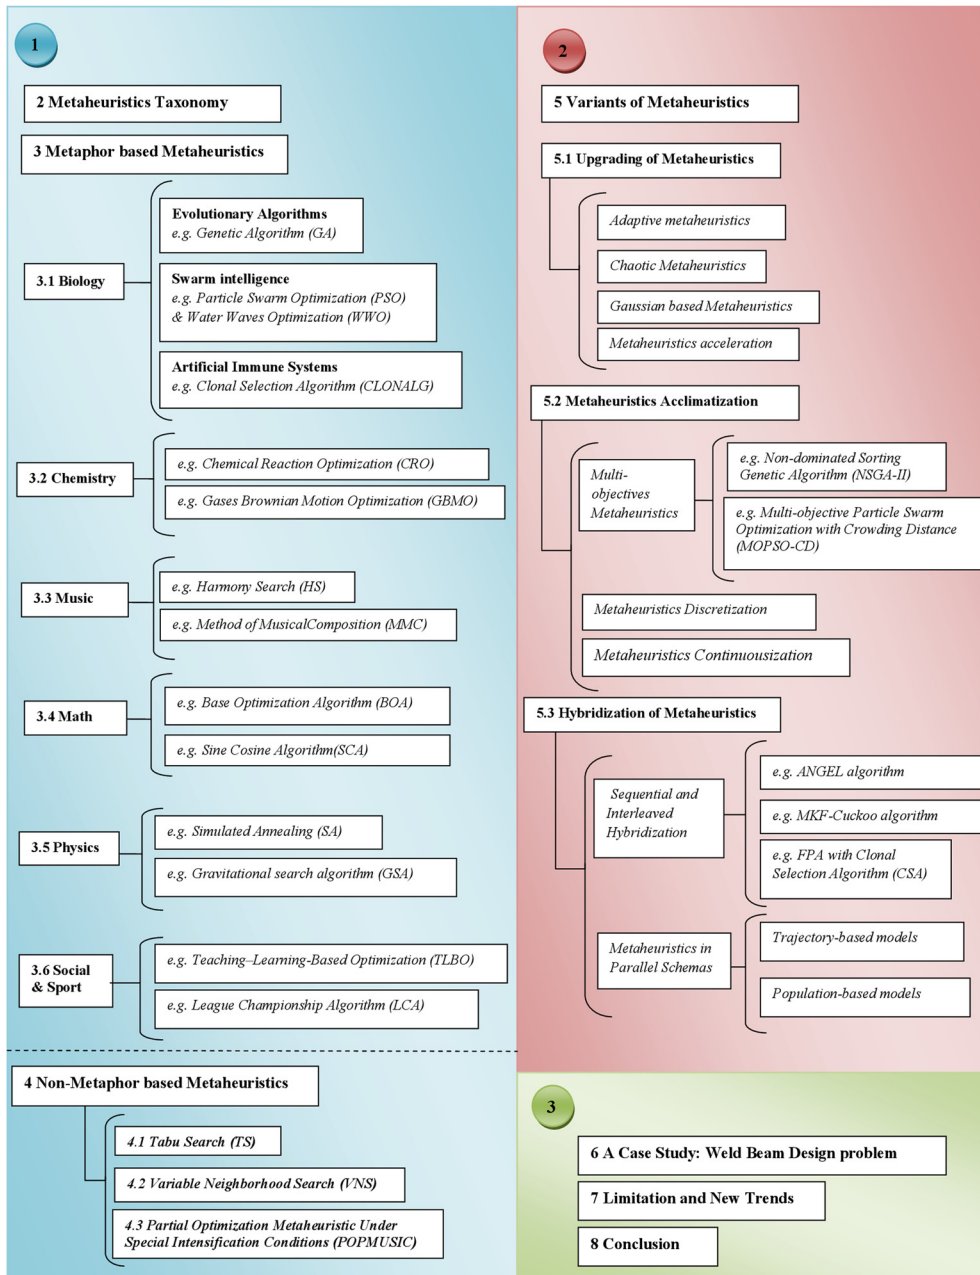 1
2 Metaheuristics Taxonomy
3 Metaphor based Metaheuristics
3.1 Biology
Evolutionary Algorithms
e.g. Genetic Algorithm (GA)
Swarm intelligence
e.g. Particle Swarm Optimization (PSO)
& Water Waves Optimization (WWO)
Artificial Immune Systems
e.g. Clonal Selection Algorithm (CLONALG)
3.2 Chemistry
e.g. Chemical Reaction Optimization (CRO)
e.g. Gases Brownian Motion Optimization (GBMO)
3.3 Music
e.g. Harmony Search (HS)
e.g. Method of MusicalComposition (MMC)
3.4 Math
e.g. Base Optimization Algorithm (BOA)
e.g. Sine Cosine Algorithm(SCA)
3.5 Physics
e.g. Simulated Annealing (SA)
e.g. Gravitational search algorithm (GSA)
3.6 Social
& Sport
e.g. Teaching–Learning-Based Optimization (TLBO)
e.g. League Championship Algorithm (LCA)
4 Non-Metaphor based Metaheuristics
4.1 Tabu Search (TS)
4.2 Variable Neighborhood Search (VNS)
4.3 Partial Optimization Metaheuristic Under
Special Intensification Conditions (POPMUSIC)
2
5 Variants of Metaheuristics
5.1 Upgrading of Metaheuristics
Adaptive metaheuristics
Chaotic Metaheuristics
Gaussian based Metaheuristics
Metaheuristics acceleration
5.2 Metaheuristics Acclimatization
Multi-
objectives
Metaheuristics
e.g. Non-dominated Sorting
Genetic Algorithm (NSGA-II)
e.g. Multi-objective Particle Swarm
Optimization with Crowding Distance
(MOPSO-CD)
Metaheuristics Discretization
Metaheuristics Continuousization
5.3 Hybridization of Metaheuristics
Sequential and
Interleaved
Hybridization
e.g. ANGEL algorithm
e.g. MKF-Cuckoo algorithm
e.g. FPA with Clonal
Selection Algorithm (CSA)
Metaheuristics in
Parallel Schemas
Trajectory-based models
Population-based models
3
6 A Case Study: Weld Beam Design problem
7 Limitation and New Trends
8 Conclusion